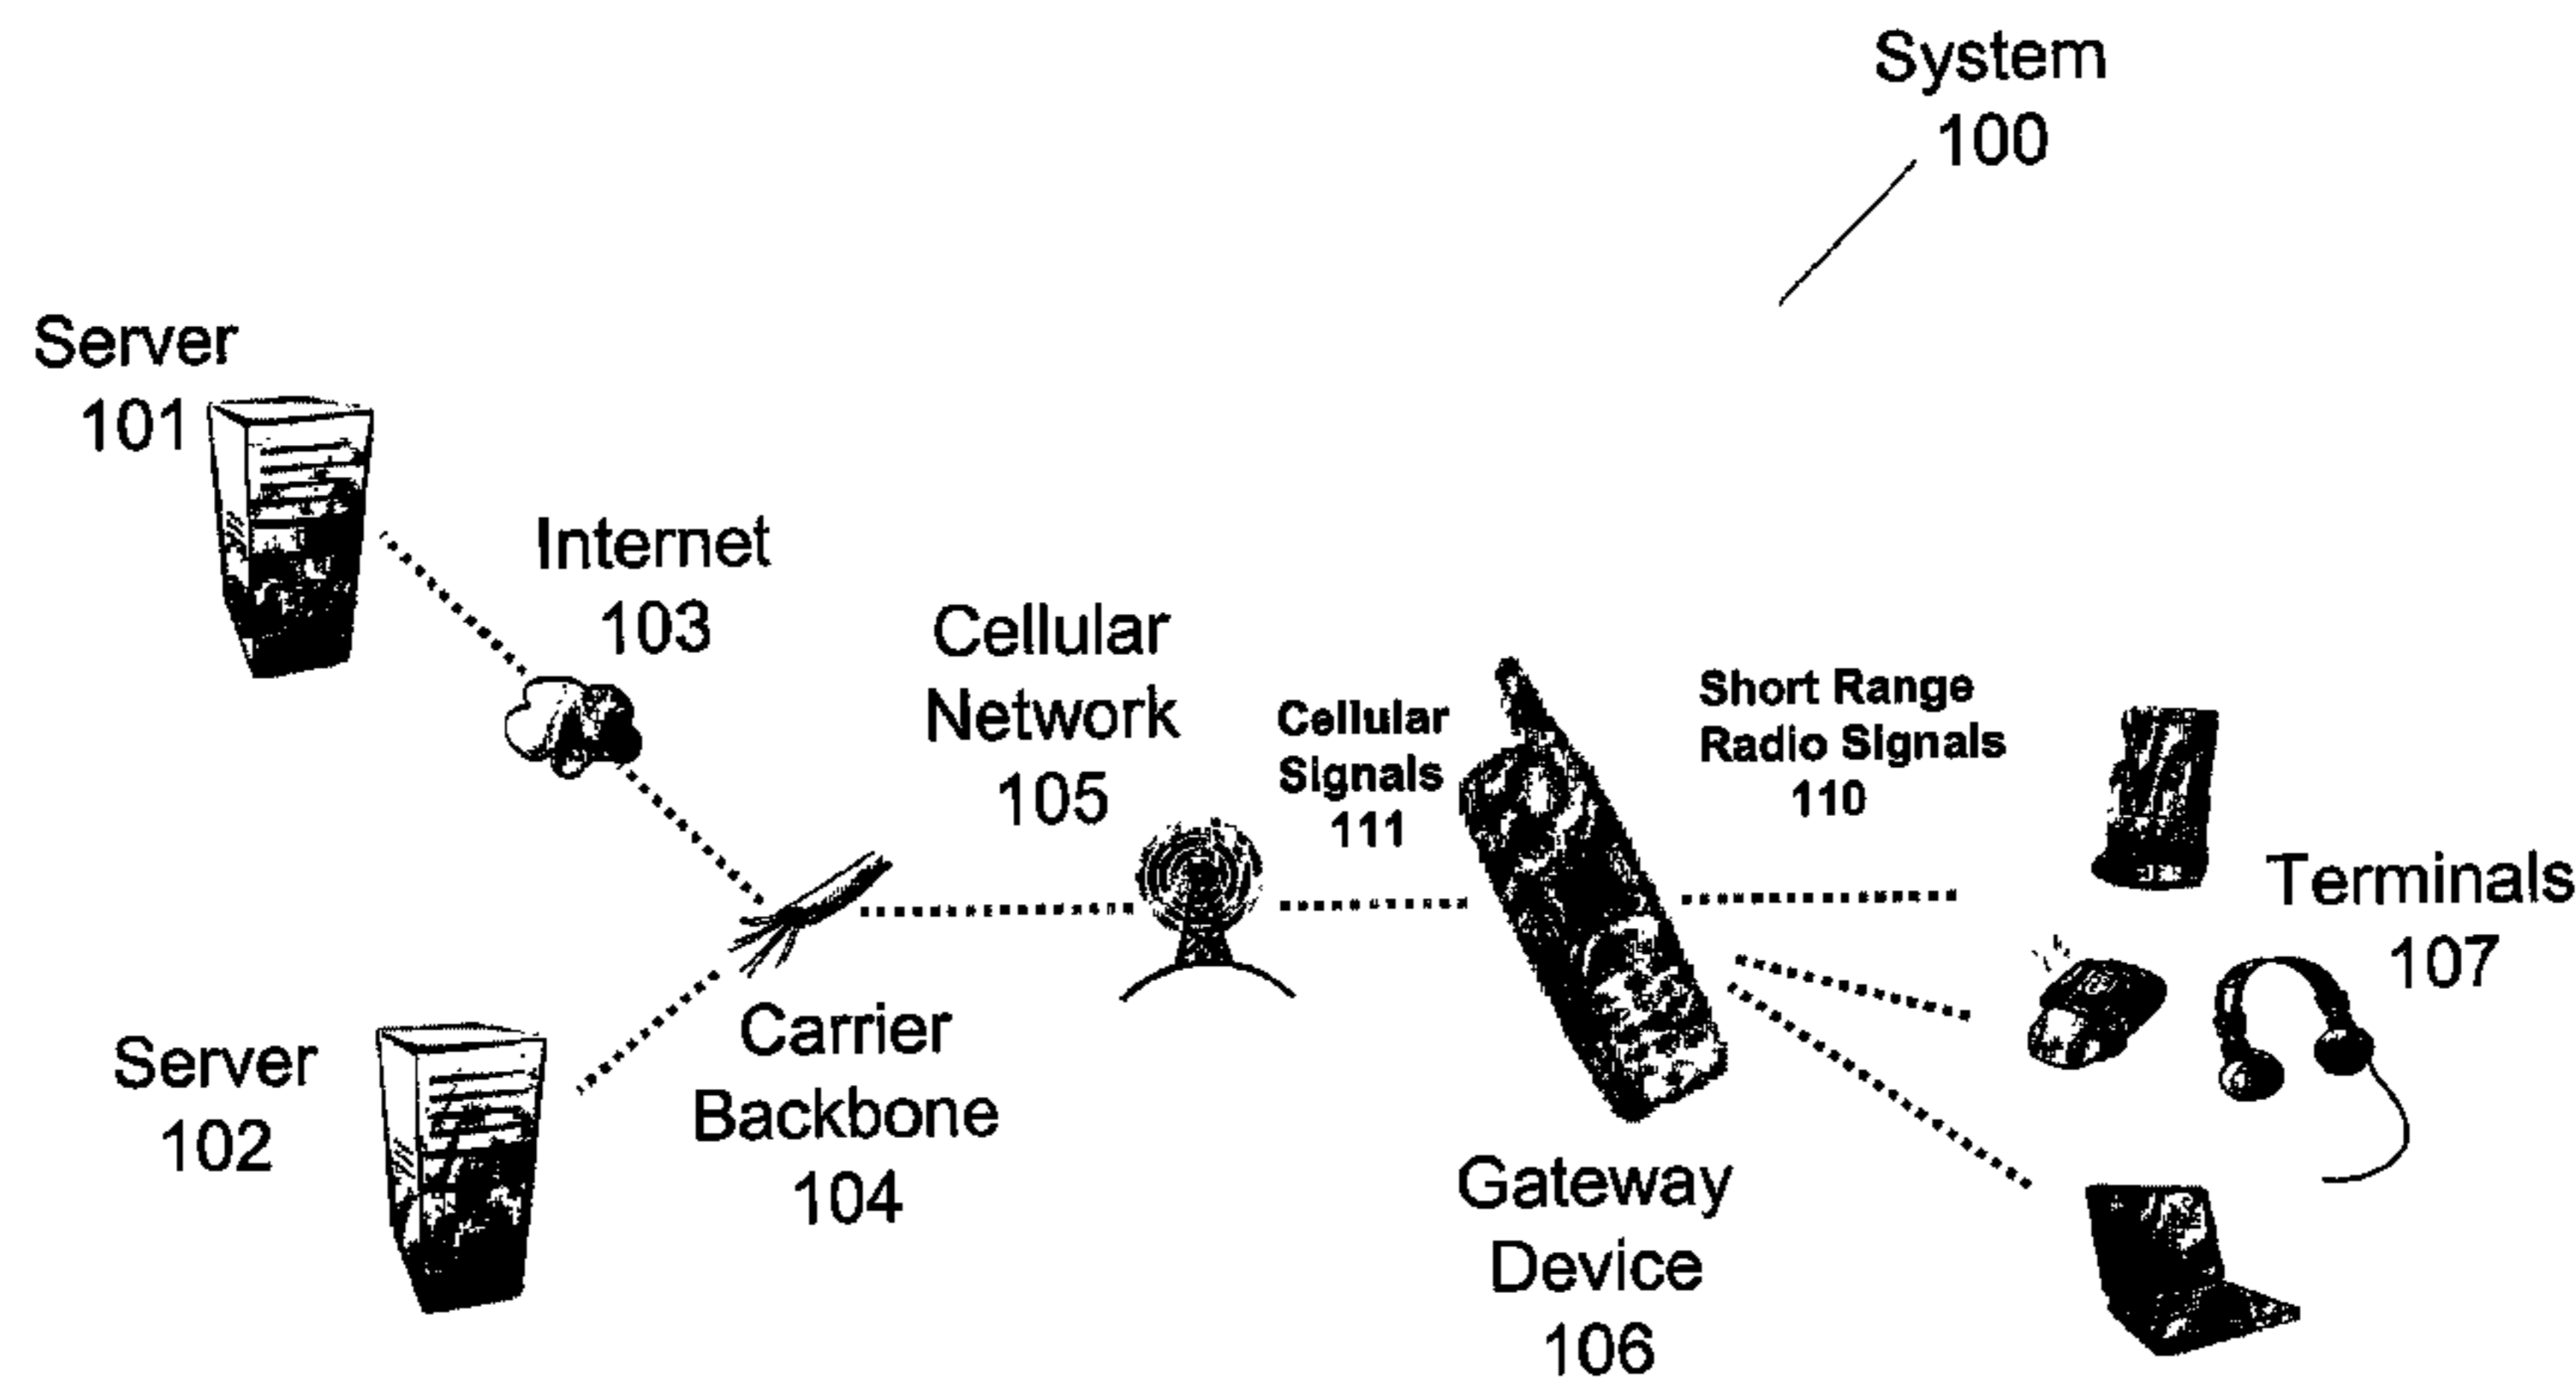 System
100
Server
101
Internet
103
Cellular
Network
105
Cellular
Signals
111
Short Range
Radio Signals
110
Terminals
107
Server
102
Carrier
Backbone
104
Gateway
Device
106